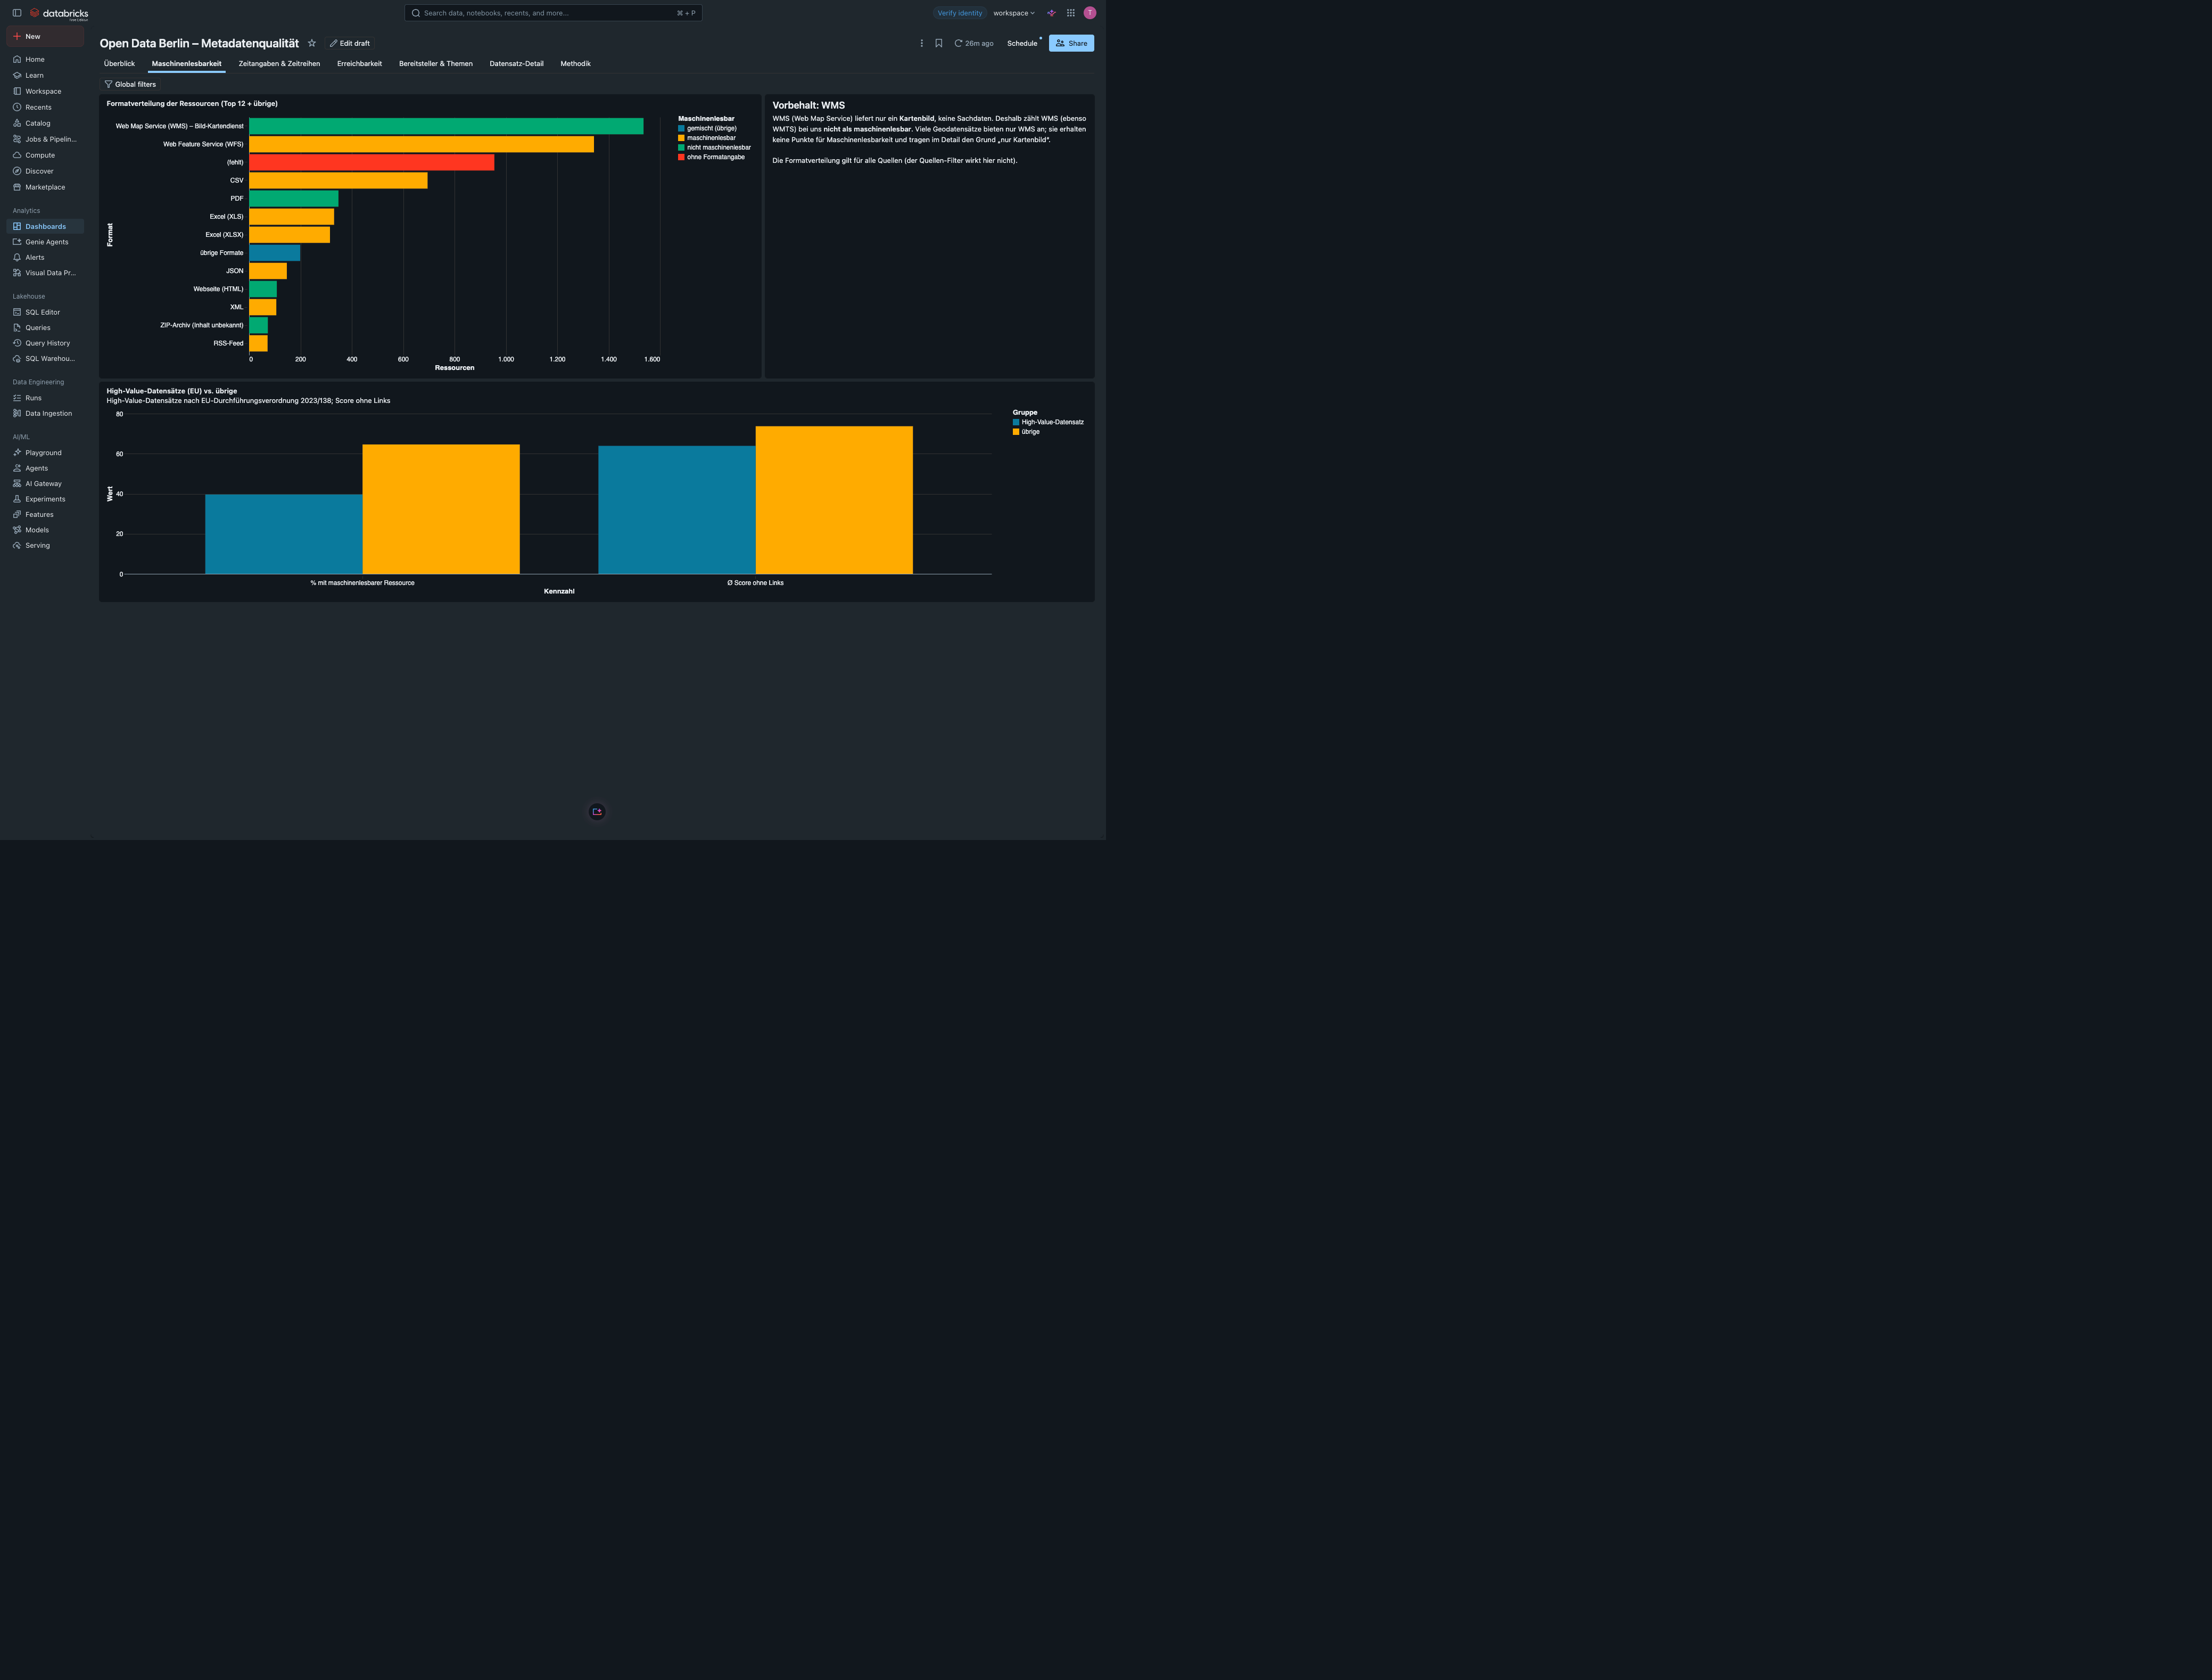 databricks
Free Edition
Search data, notebooks, recents, and more...
⌘ + P
Verify identity
workspace
T
New
Home
Learn
Workspace
Recents
Catalog
Jobs & Pipelin...
Compute
Discover
Marketplace
Analytics
Dashboards
Genie Agents
Alerts
Visual Data Pr...
Lakehouse
SQL Editor
Queries
Query History
SQL Warehou...
Data Engineering
Runs
Data Ingestion
AI/ML
Playground
Agents
AI Gateway
Experiments
Features
Models
Serving
Open Data Berlin – Metadatenqualität
Edit draft
26m ago
Schedule
Share
Überblick
Maschinenlesbarkeit
Zeitangaben & Zeitreihen
Erreichbarkeit
Bereitsteller & Themen
Datensatz-Detail
Methodik
Global filters
Formatverteilung der Ressourcen (Top 12 + übrige)
Format
Web Map Service (WMS) – Bild-Kartendienst
Web Feature Service (WFS)
(fehlt)
CSV
PDF
Excel (XLS)
Excel (XLSX)
übrige Formate
JSON
Webseite (HTML)
XML
ZIP-Archiv (Inhalt unbekannt)
RSS-Feed
0 200 400 600 800 1.000 1.200 1.400 1.600
Ressourcen
Maschinenlesbar
gemischt (übrige)
maschinenlesbar
nicht maschinenlesbar
ohne Formatangabe
Vorbehalt: WMS
WMS (Web Map Service) liefert nur ein Kartenbild, keine Sachdaten. Deshalb zählt WMS (ebenso
WMTS) bei uns nicht als maschinenlesbar. Viele Geodatensätze bieten nur WMS an; sie erhalten
keine Punkte für Maschinenlesbarkeit und tragen im Detail den Grund „nur Kartenbild“.
Die Formatverteilung gilt für alle Quellen (der Quellen-Filter wirkt hier nicht).
High-Value-Datensätze (EU) vs. übrige
High-Value-Datensätze nach EU-Durchführungsverordnung 2023/138; Score ohne Links
80
60
40
20
0
Wert
% mit maschinenlesbarer Ressource
Ø Score ohne Links
Kennzahl
Gruppe
High-Value-Datensatz
übrige